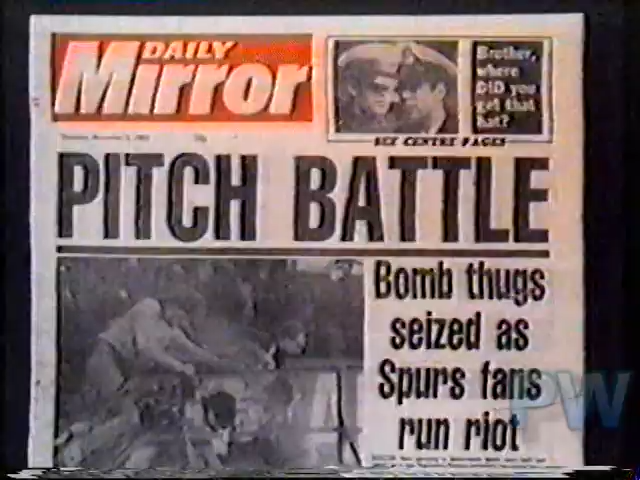 DAILY
Mirror
Brother,
where
DID you
get that
hat?
SEE CENTRE PAGES
PITCH BATTLE
Bomb thugs
seized as
Spurs fans
run riot
PW